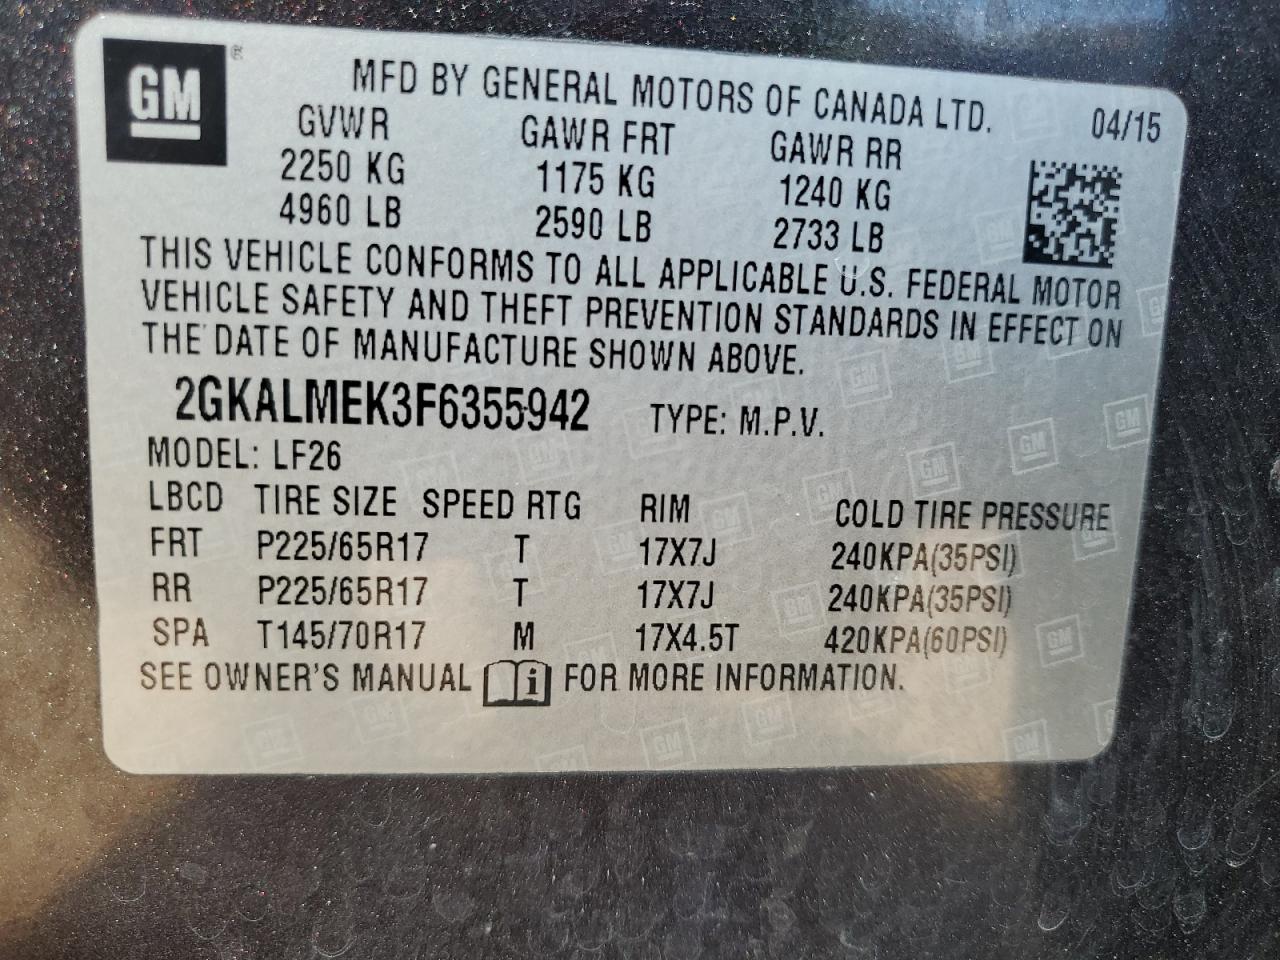 GM ®
MFD BY GENERAL MOTORS OF CANADA LTD. 04/15
GVWR GAWR FRT GAWR RR
2250 KG 1175 KG 1240 KG
4960 LB 2590 LB 2733 LB
THIS VEHICLE CONFORMS TO ALL APPLICABLE U.S. FEDERAL MOTOR
VEHICLE SAFETY AND THEFT PREVENTION STANDARDS IN EFFECT ON
THE DATE OF MANUFACTURE SHOWN ABOVE.
2GKALMEK3F6355942 TYPE: M.P.V.
MODEL: LF26
LBCD TIRE SIZE SPEED RTG RIM COLD TIRE PRESSURE
FRT P225/65R17 T 17X7J 240KPA(35PSI)
RR P225/65R17 T 17X7J 240KPA(35PSI)
SPA T145/70R17 M 17X4.5T 420KPA(60PSI)
SEE OWNER'S MANUAL i FOR MORE INFORMATION.